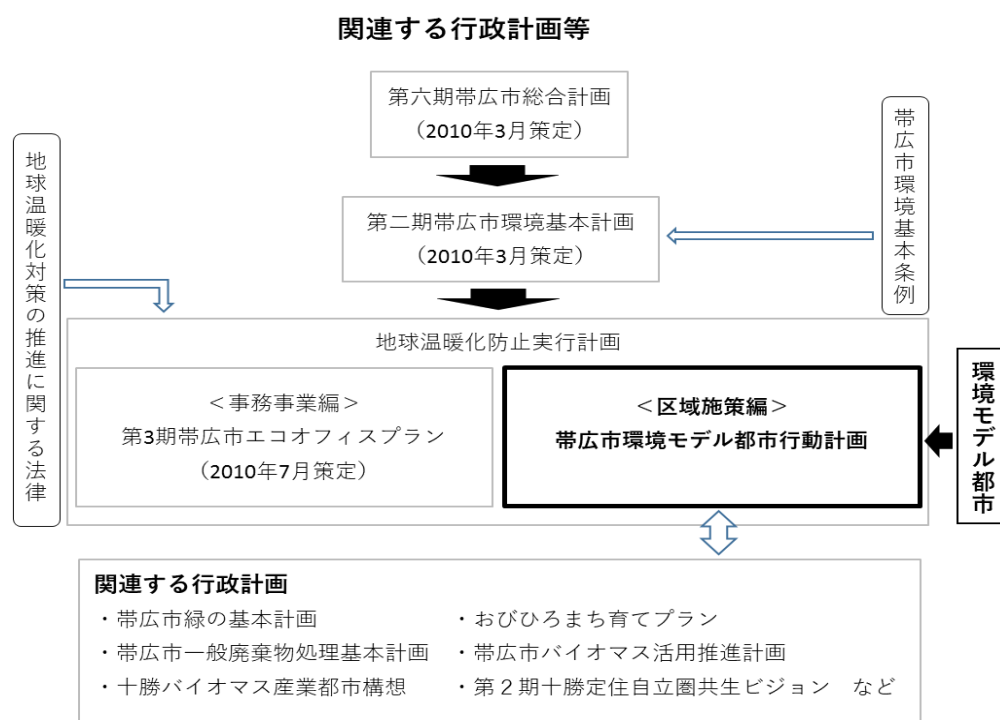 関連する行政計画等
第六期帯広市総合計画
（2010年3月策定）
帯広市環境基本条例
地球温暖化対策の推進に関する法律
第二期帯広市環境基本計画
（2010年3月策定）
地球温暖化防止実行計画
＜事務事業編＞
第3期帯広市エコオフィスプラン
（2010年7月策定）
＜区域施策編＞
帯広市環境モデル都市行動計画
環境モデル都市
関連する行政計画
・帯広市緑の基本計画
・おびひろまち育てプラン
・帯広市一般廃棄物処理基本計画
・帯広市バイオマス活用推進計画
・十勝バイオマス産業都市構想
・第２期十勝定住自立圏共生ビジョン　など